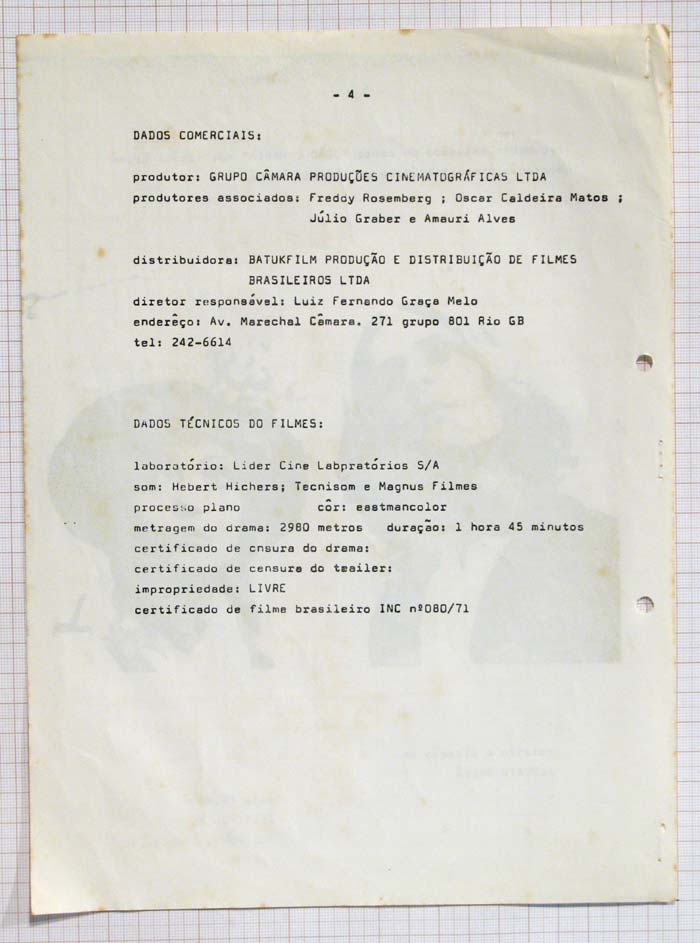 - 4 -
DADOS COMERCIAIS:
produtor: GRUPO CÂMARA PRODUÇÕES CINEMATOGRÁFICAS LTDA
produtores associados: Freddy Rosemberg ; Oscar Caldeira Matos ;
Júlio Graber e Amauri Alves
distribuidora: BATUKFILM PRODUÇÃO E DISTRIBUIÇÃO DE FILMES
BRASILEIROS LTDA
diretor responsável: Luiz Fernando Graça Melo
enderêço: Av. Marechal Câmara. 271 grupo 801 Rio GB
tel: 242-6614
DADOS TÉCNICOS DO FILMES:
laboratório: Lider Cine Labpratórios S/A
som: Hebert Hichers; Tecnisom e Magnus Filmes
processo plano côr: eastmancolor
metragem do drama: 2980 metros duração: 1 hora 45 minutos
certificado de cnsura do drama:
certificado de censura do teailer:
impropriedade: LIVRE
certificado de filme brasileiro INC nº080/71